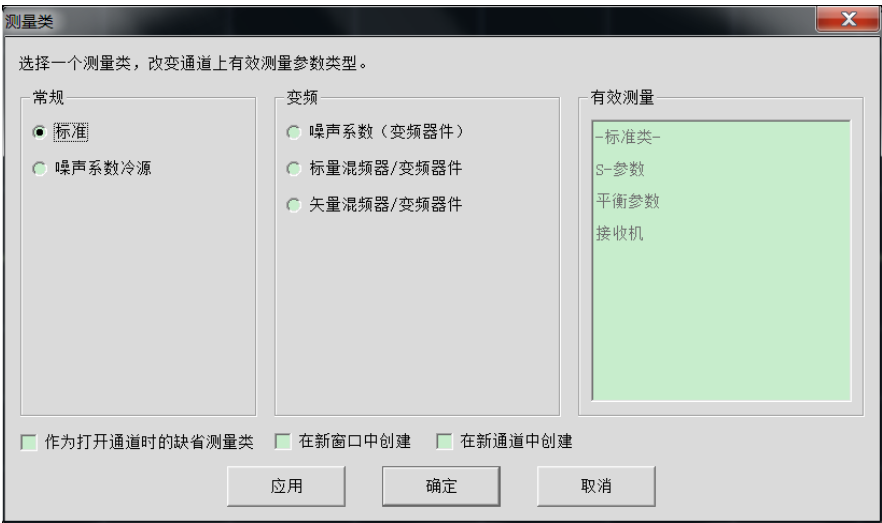 测量类
选择一个测量类，改变通道上有效测量参数类型。
常规
标准
噪声系数冷源
变频
噪声系数（变频器件）
标量混频器/变频器件
矢量混频器/变频器件
有效测量
-标准类-
S-参数
平衡参数
接收机
作为打开通道时的缺省测量类
在新窗口中创建
在新通道中创建
应用
确定
取消